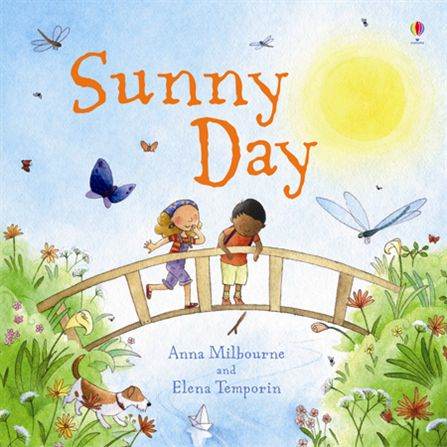 Sunny
Day
Anna Milbourne
and
Elena Temporin